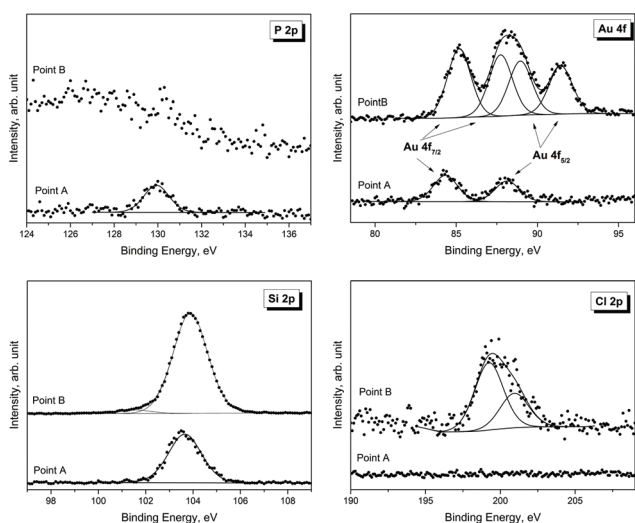 P 2p
Point B
Point A
Intensity, arb. unit
124 126 128 130 132 134 136
Binding Energy, eV
Au 4f
PointB
Au 4f7/2
Au 4f5/2
Point A
Intensity, arb. unit
80 85 90 95
Binding Energy, eV
Si 2p
Point B
Point A
Intensity, arb. unit
98 100 102 104 106 108
Binding Energy, eV
Cl 2p
Point B
Point A
Intensity, arb. unit
190 195 200 205
Binding Energy, eV